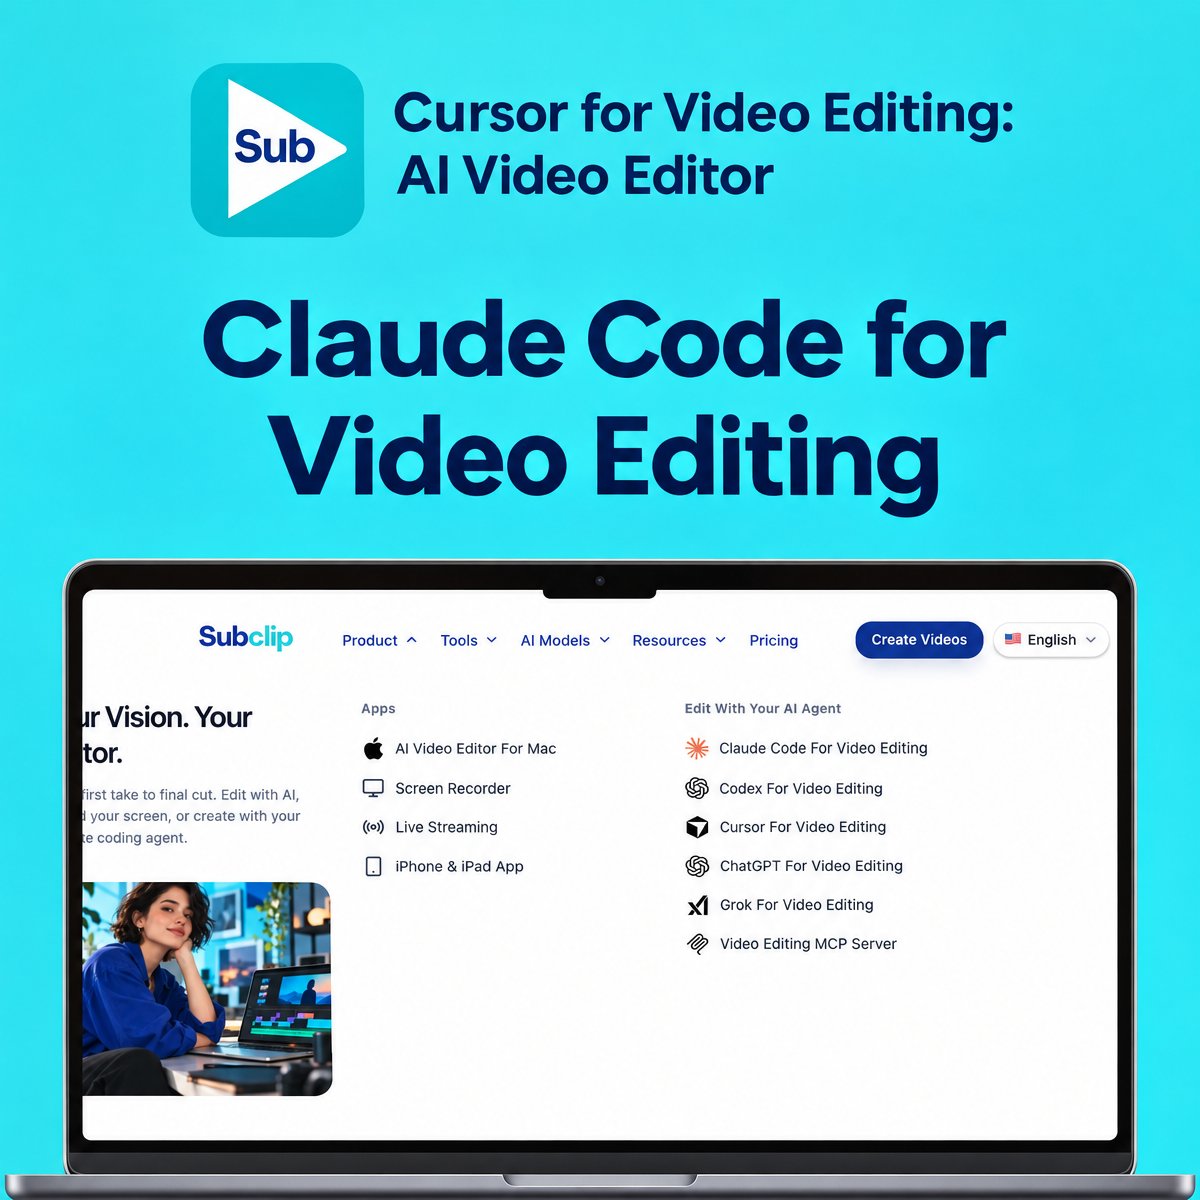 Sub
Cursor for Video Editing:
AI Video Editor
Claude Code for
Video Editing
Subclip
Product
Tools
AI Models
Resources
Pricing
Create Videos
English
ur Vision. Your
tor.
first take to final cut. Edit with AI,
d your screen, or create with your
te coding agent.
Apps
AI Video Editor For Mac
Screen Recorder
Live Streaming
iPhone & iPad App
Edit With Your AI Agent
Claude Code For Video Editing
Codex For Video Editing
Cursor For Video Editing
ChatGPT For Video Editing
Grok For Video Editing
Video Editing MCP Server